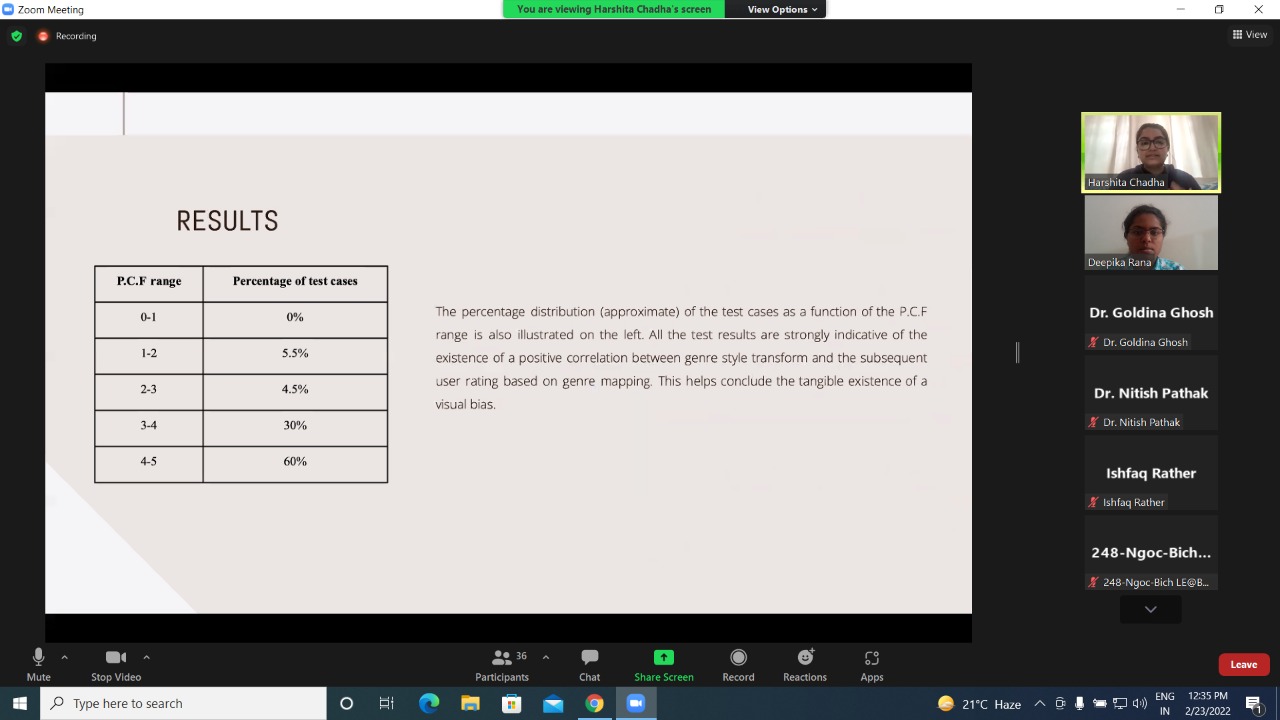 Zoom Meeting
You are viewing Harshita Chadha's screen
View Options
Recording
View
RESULTS
P.C.F range Percentage of test cases
0-1 0%
1-2 5.5%
2-3 4.5%
3-4 30%
4-5 60%
The percentage distribution (approximate) of the test cases as a function of the P.C.F
range is also illustrated on the left. All the test results are strongly indicative of the
existence of a positive correlation between genre style transform and the subsequent
user rating based on genre mapping. This helps conclude the tangible existence of a
visual bias.
Harshita Chadha
Deepika Rana
Dr. Goldina Ghosh
Dr. Goldina Ghosh
Dr. Nitish Pathak
Dr. Nitish Pathak
Ishfaq Rather
Ishfaq Rather
248-Ngoc-Bich...
248-Ngoc-Bich LE@B...
Mute
Stop Video
36
Participants
Chat
Share Screen
Record
Reactions
Apps
Leave
Type here to search
21°C Haze
ENG
IN
12:35 PM
2/23/2022
1